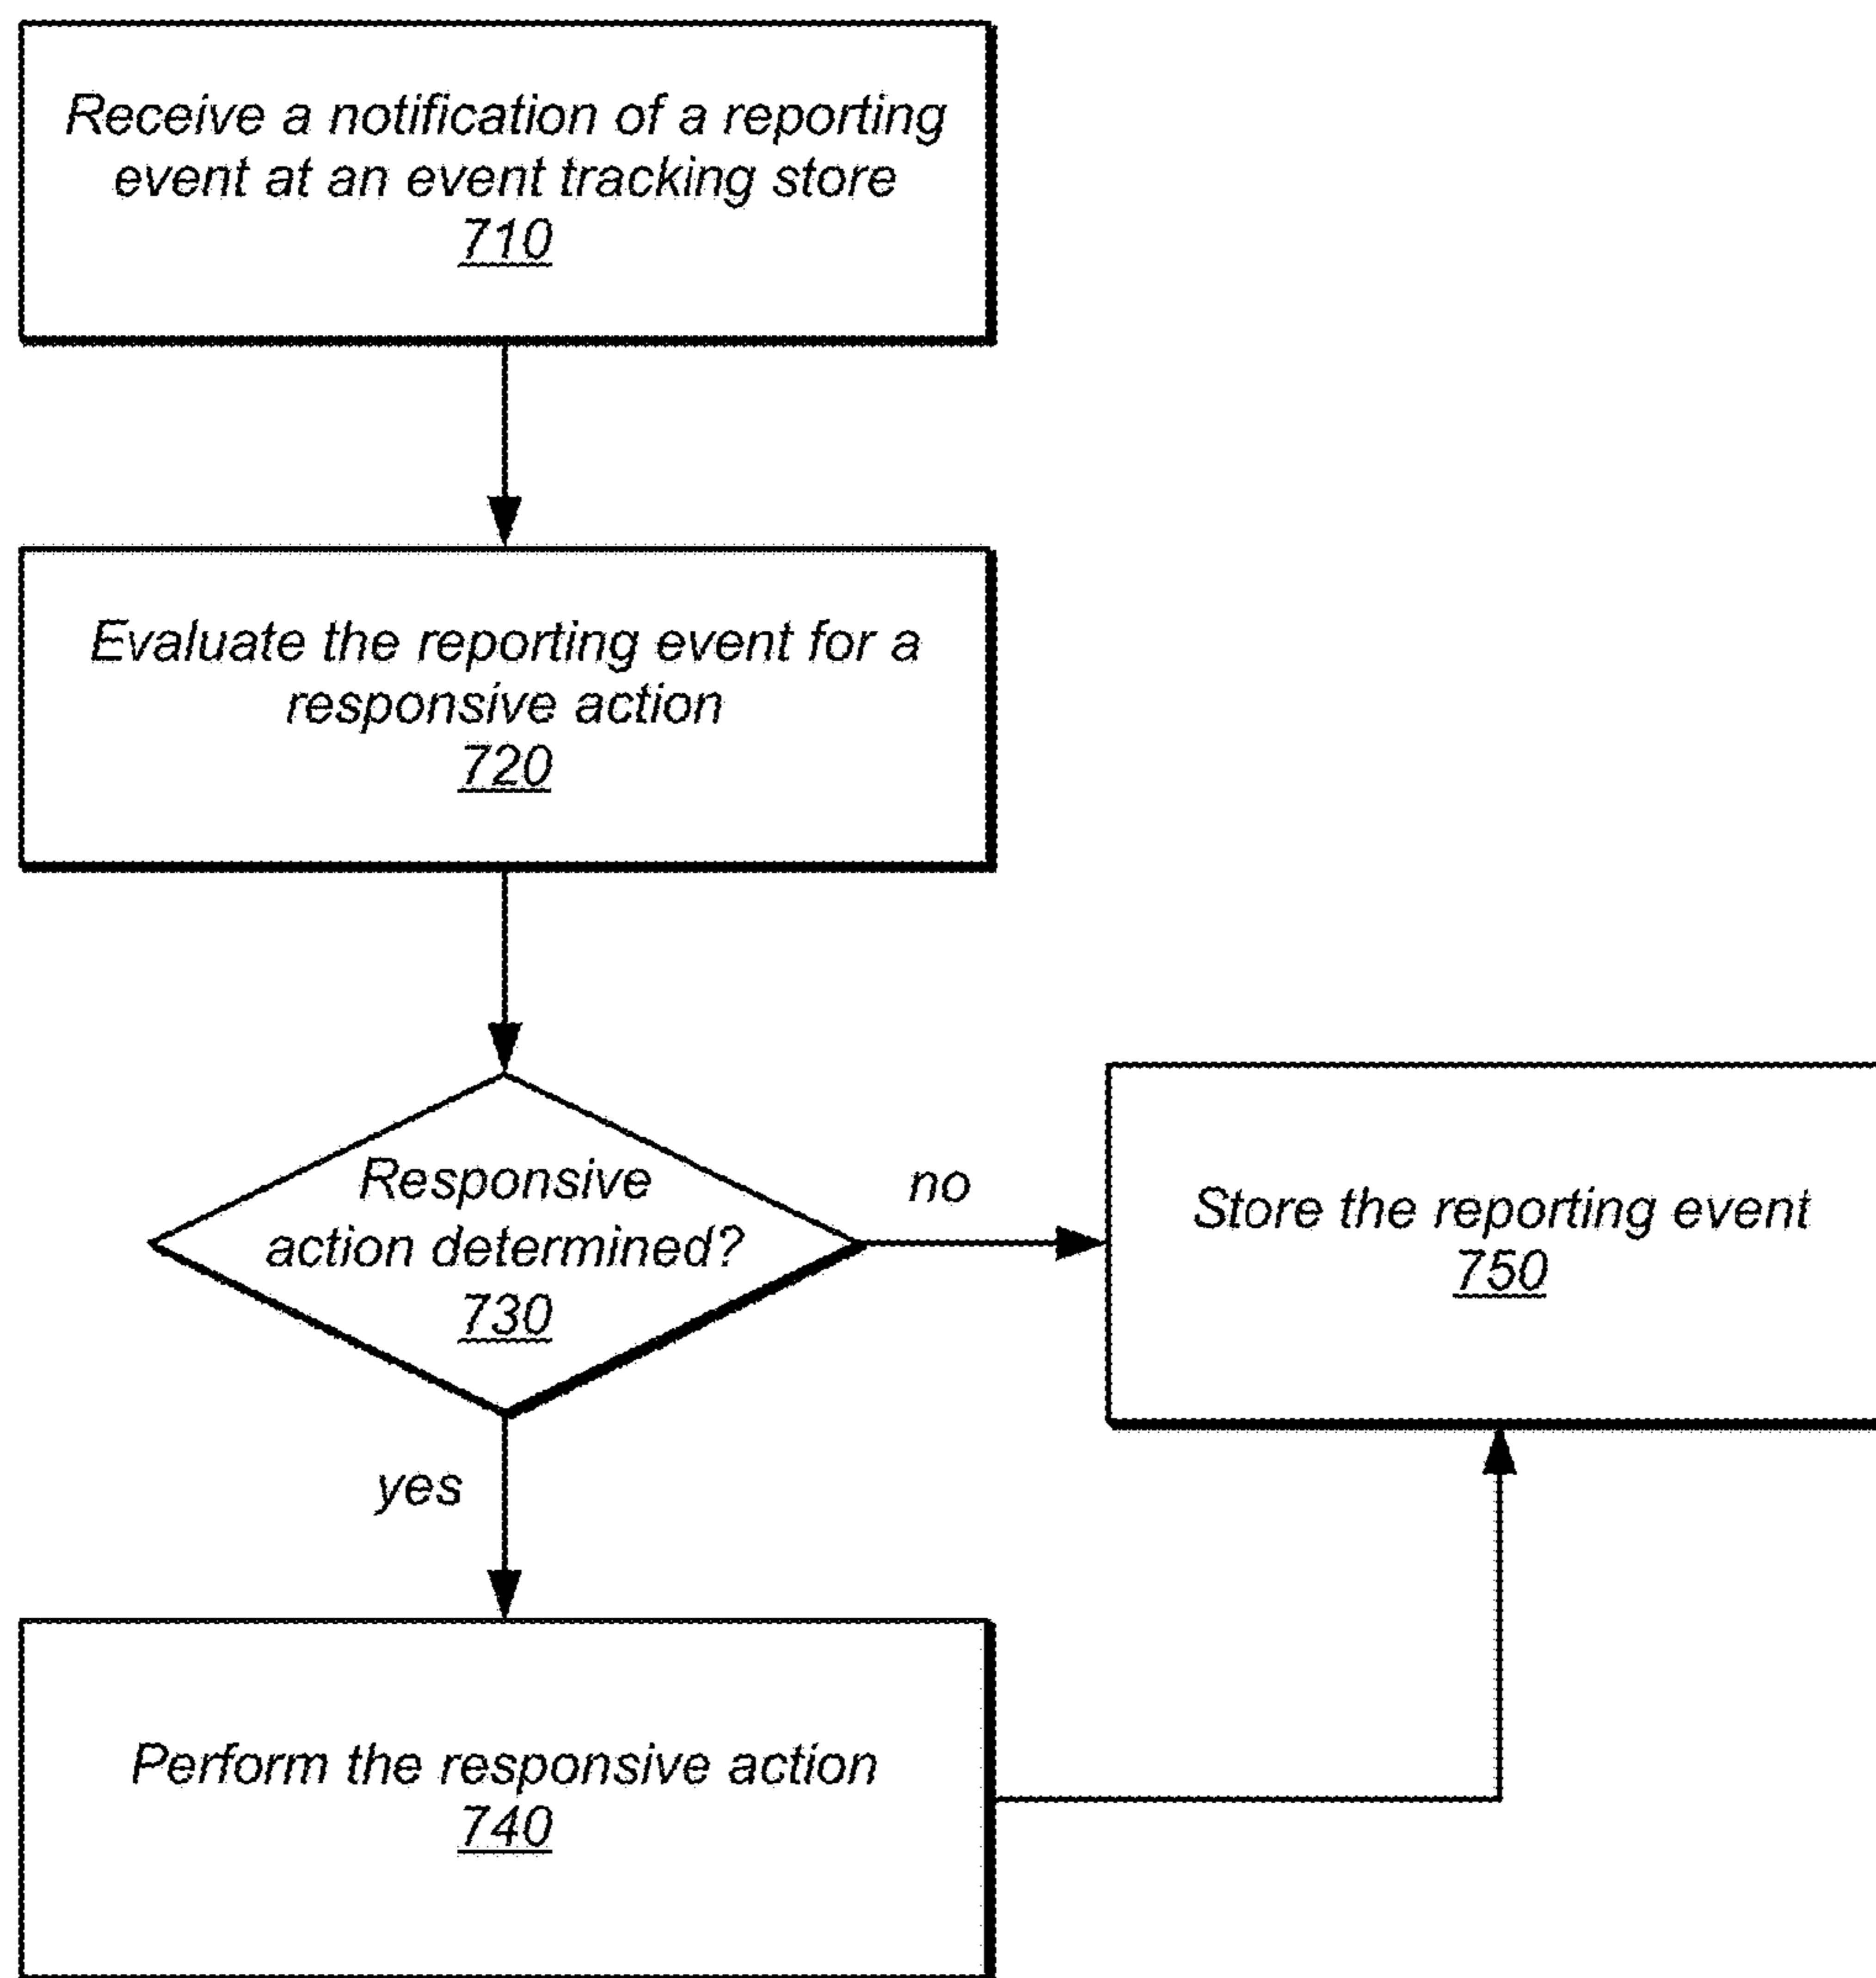 Receive a notification of a reporting
event at an event tracking store
710
Evaluate the reporting event for a
responsive action
720
Responsive
action determined?
730
no
Store the reporting event
750
yes
Perform the responsive action
740